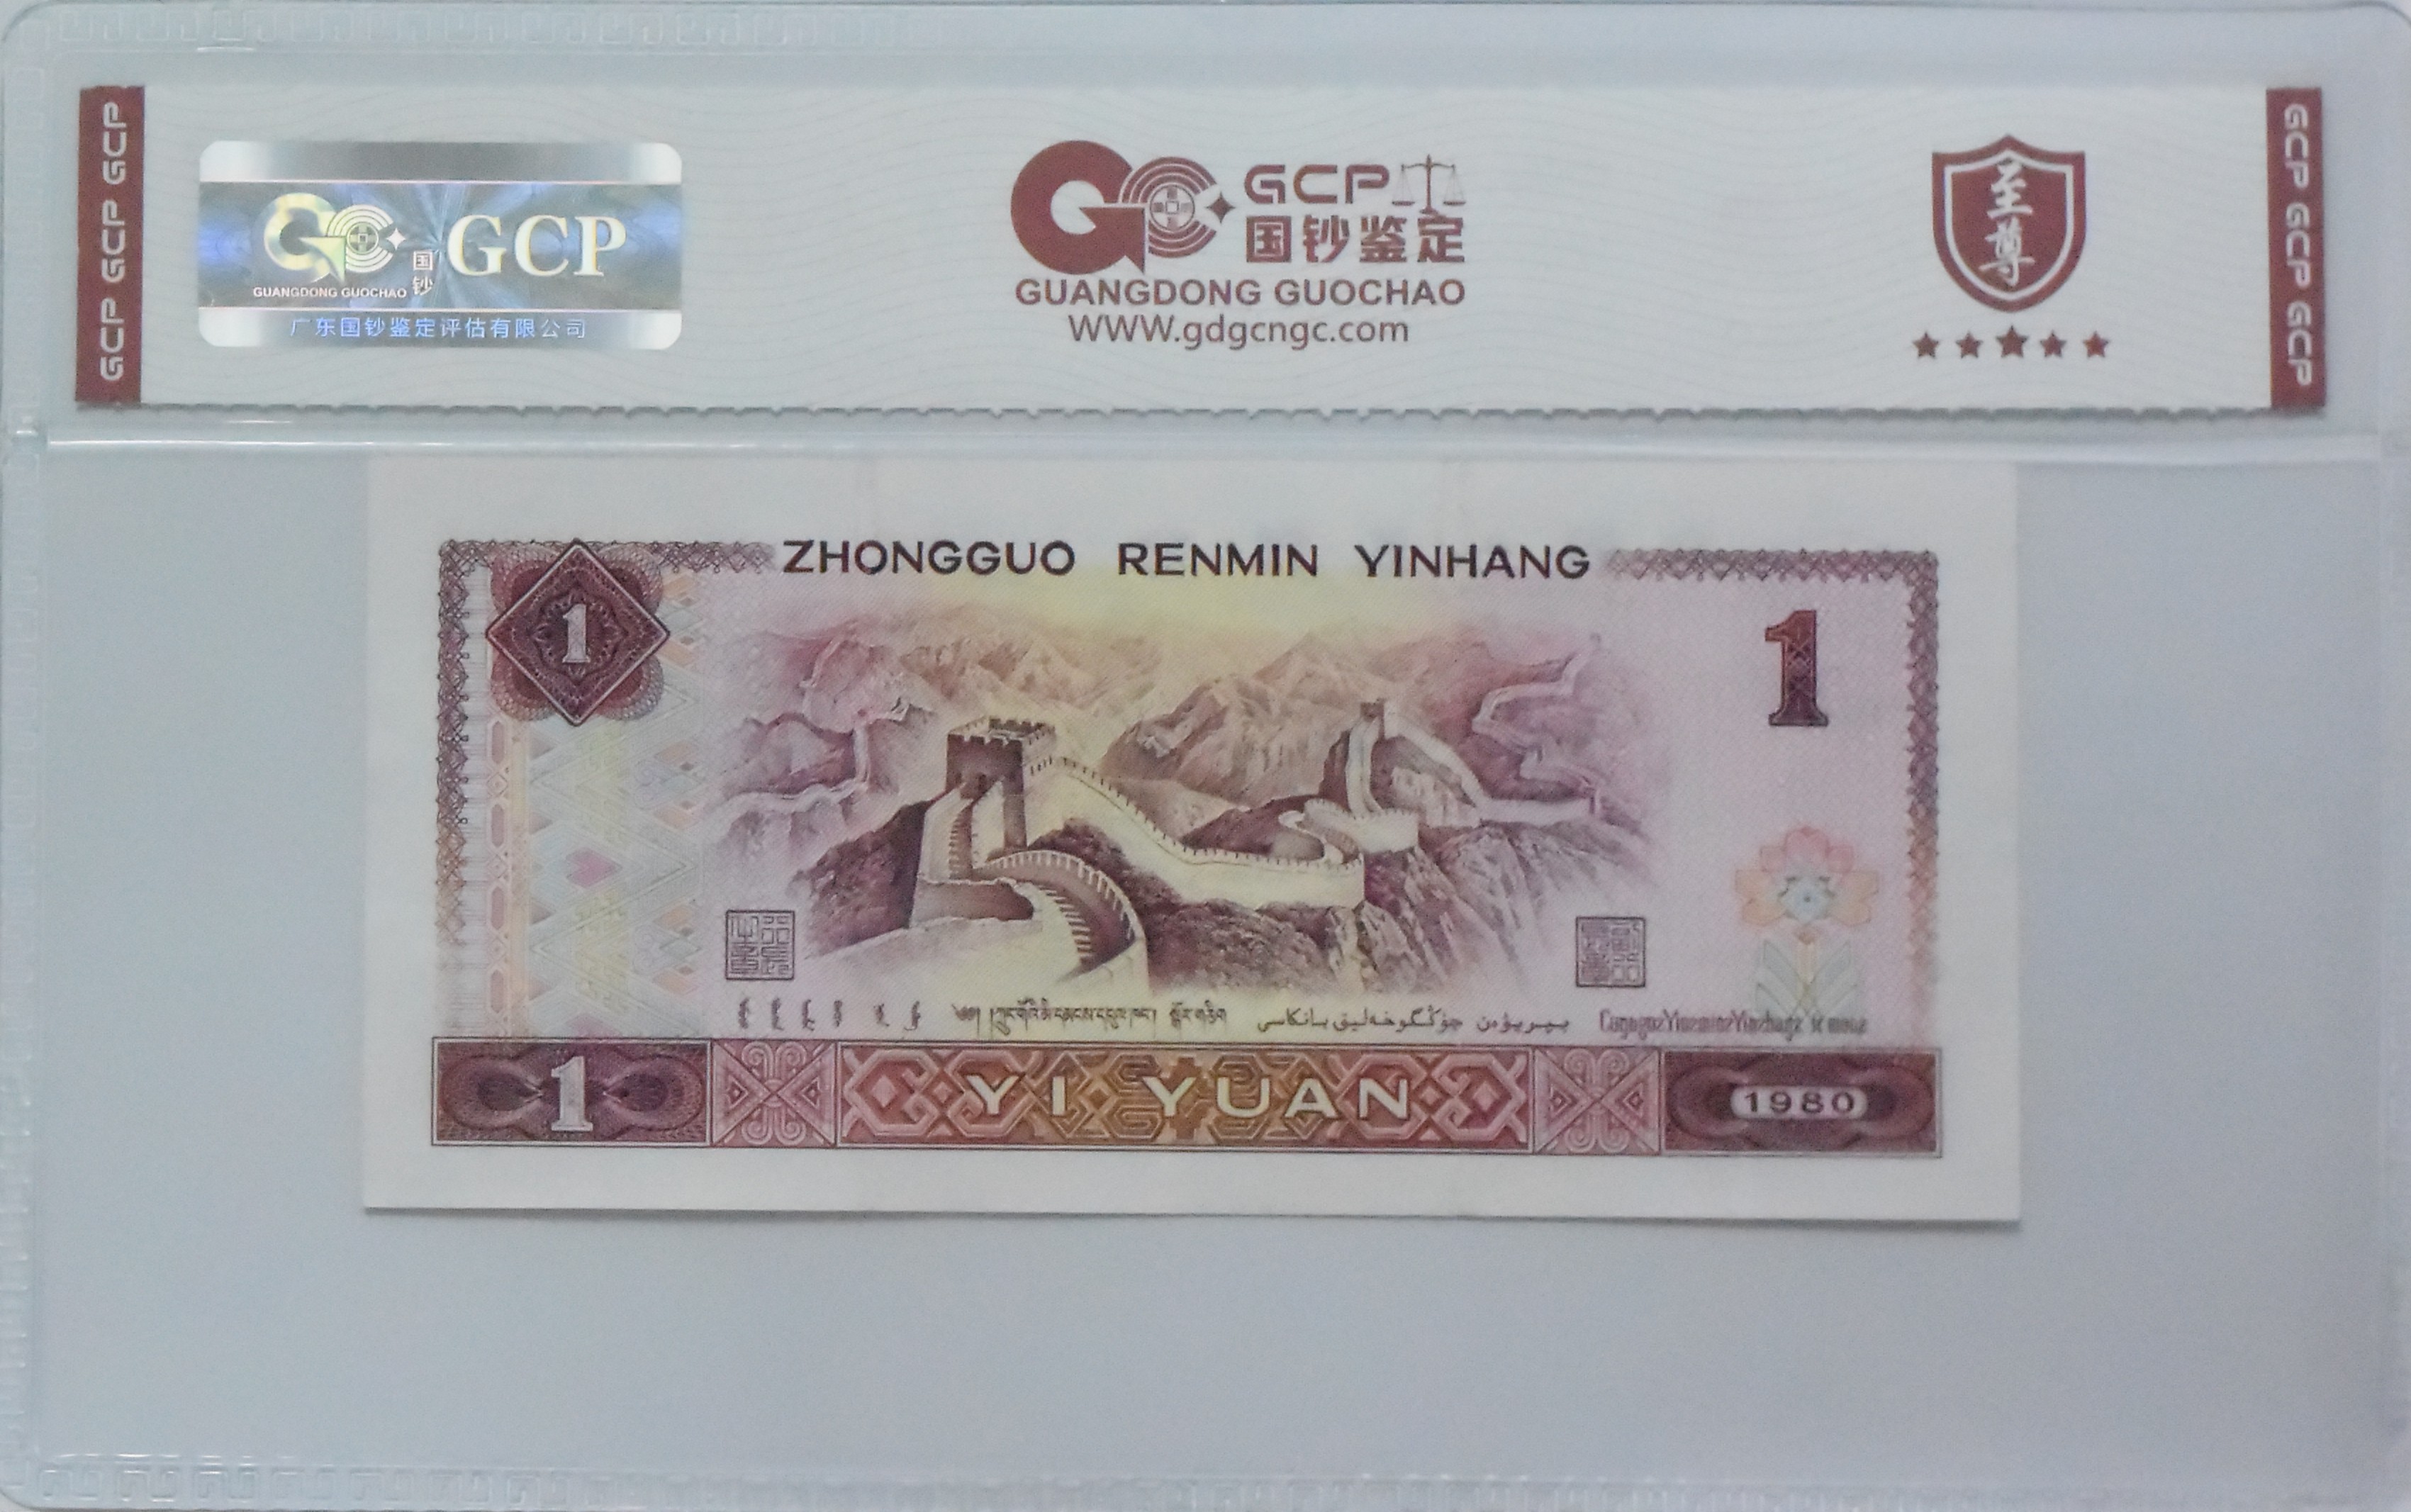 GCP GCP GCP
国钞 GCP
GUANGDONG GUOCHAO
广东国钞鉴定评估有限公司
GCP
国钞鉴定
GUANGDONG GUOCHAO
WWW.gdgcngc.com
至尊
GCP GCP GCP
ZHONGGUO RENMIN YINHANG
1
1
1
YI YUAN
1980